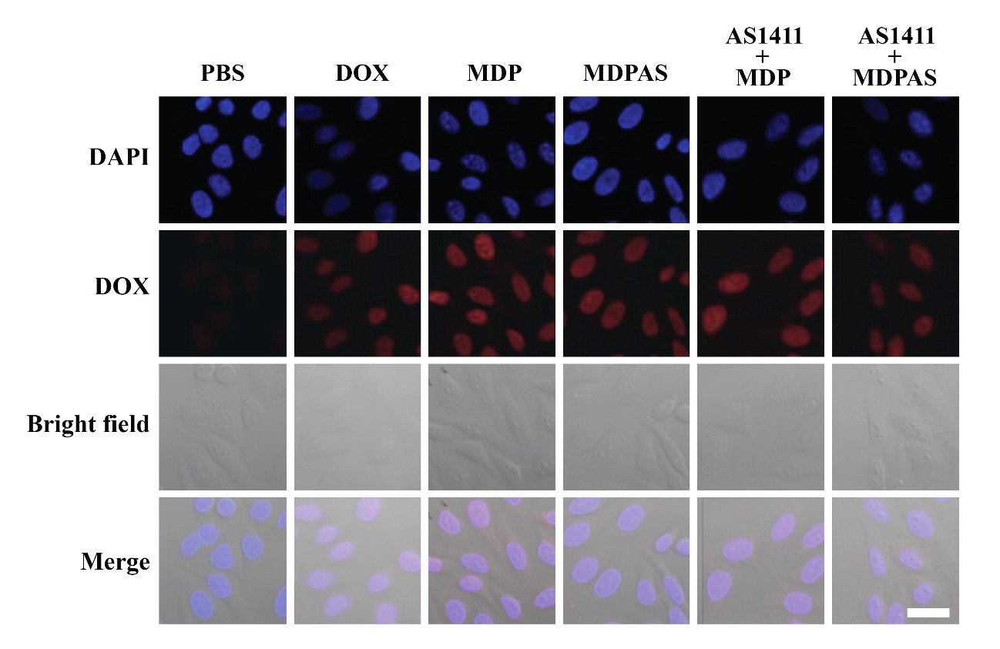 PBS
DOX
MDP
MDPAS
AS1411
+
MDP
AS1411
+
MDPAS
DAPI
DOX
Bright field
Merge